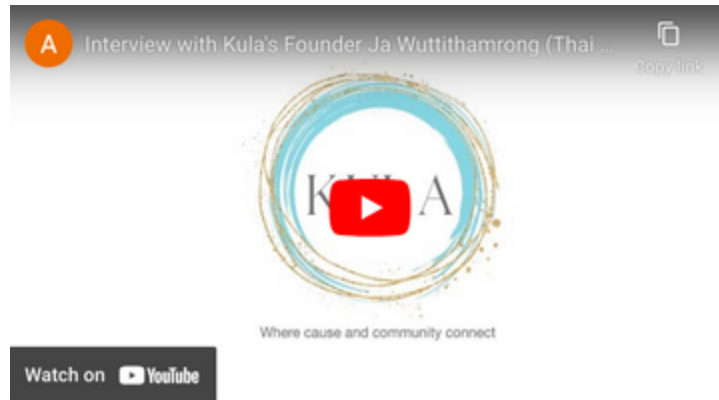 A
Interview with Kula's Founder Ja Wuttithamrong (Thai ...
Copy link
K A
Where cause and community connect
Watch on YouTube